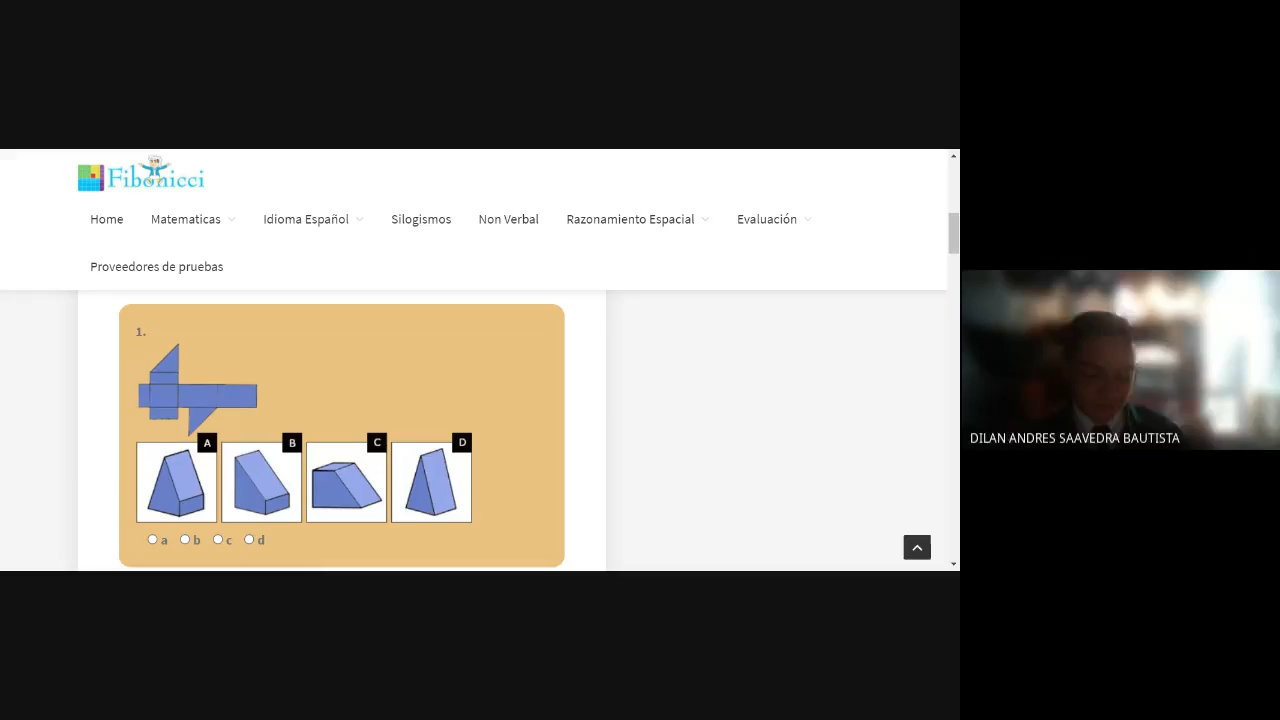 Fibonicci
Home Matematicas Idioma Español Silogismos Non Verbal Razonamiento Espacial Evaluación
Proveedores de pruebas
1.
A B C D
a b c d
DILAN ANDRES SAAVEDRA BAUTISTA